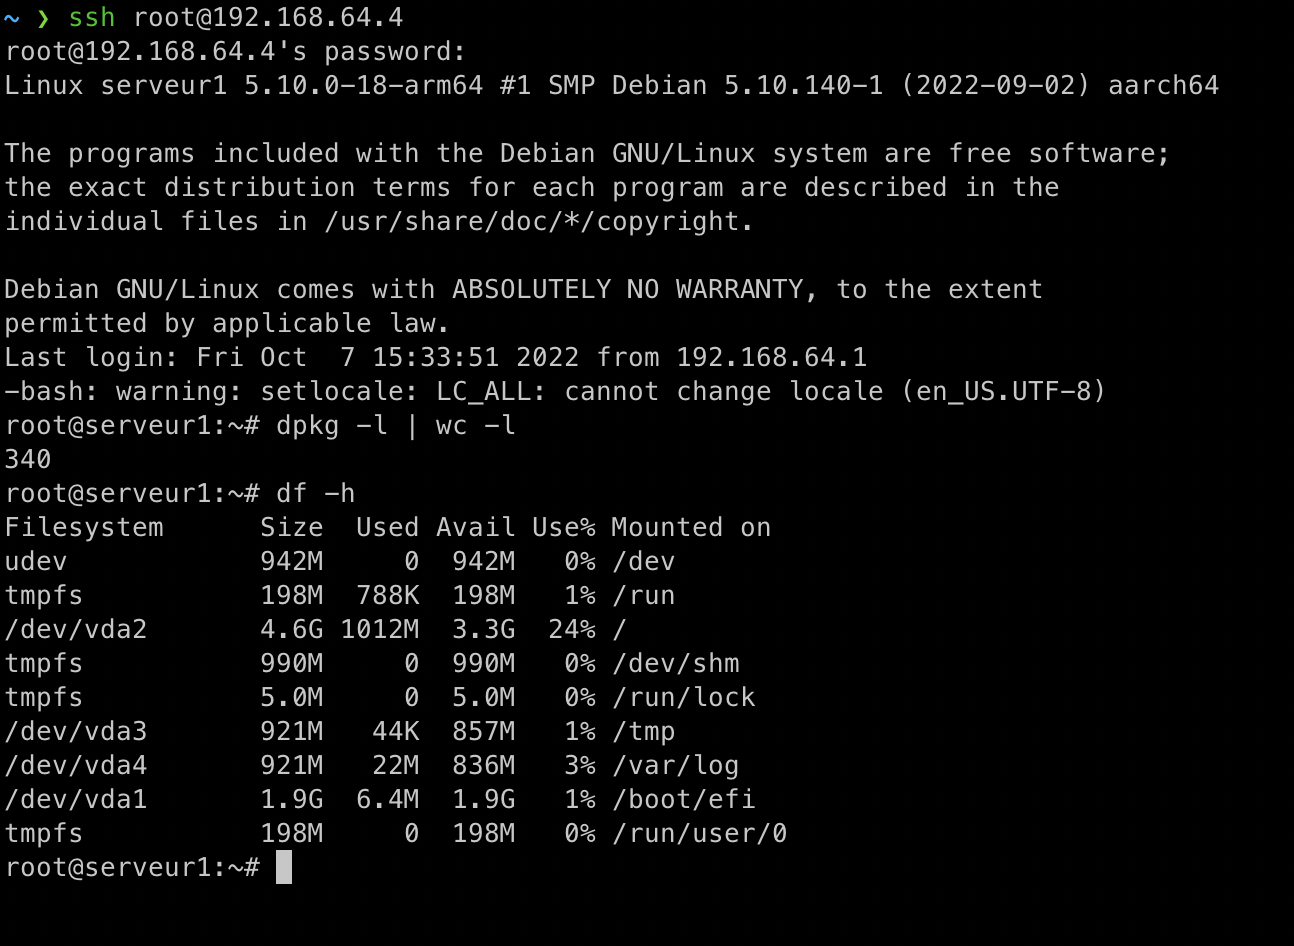 ~ ❯ ssh root@192.168.64.4
root@192.168.64.4's password:
Linux serveur1 5.10.0-18-arm64 #1 SMP Debian 5.10.140-1 (2022-09-02) aarch64

The programs included with the Debian GNU/Linux system are free software;
the exact distribution terms for each program are described in the
individual files in /usr/share/doc/*/copyright.

Debian GNU/Linux comes with ABSOLUTELY NO WARRANTY, to the extent
permitted by applicable law.
Last login: Fri Oct  7 15:33:51 2022 from 192.168.64.1
-bash: warning: setlocale: LC_ALL: cannot change locale (en_US.UTF-8)
root@serveur1:~# dpkg -l | wc -l
340
root@serveur1:~# df -h
Filesystem      Size  Used Avail Use% Mounted on
udev            942M     0  942M   0% /dev
tmpfs           198M  788K  198M   1% /run
/dev/vda2       4.6G 1012M  3.3G  24% /
tmpfs           990M     0  990M   0% /dev/shm
tmpfs           5.0M     0  5.0M   0% /run/lock
/dev/vda3       921M   44K  857M   1% /tmp
/dev/vda4       921M   22M  836M   3% /var/log
/dev/vda1       1.9G  6.4M  1.9G   1% /boot/efi
tmpfs           198M     0  198M   0% /run/user/0
root@serveur1:~#